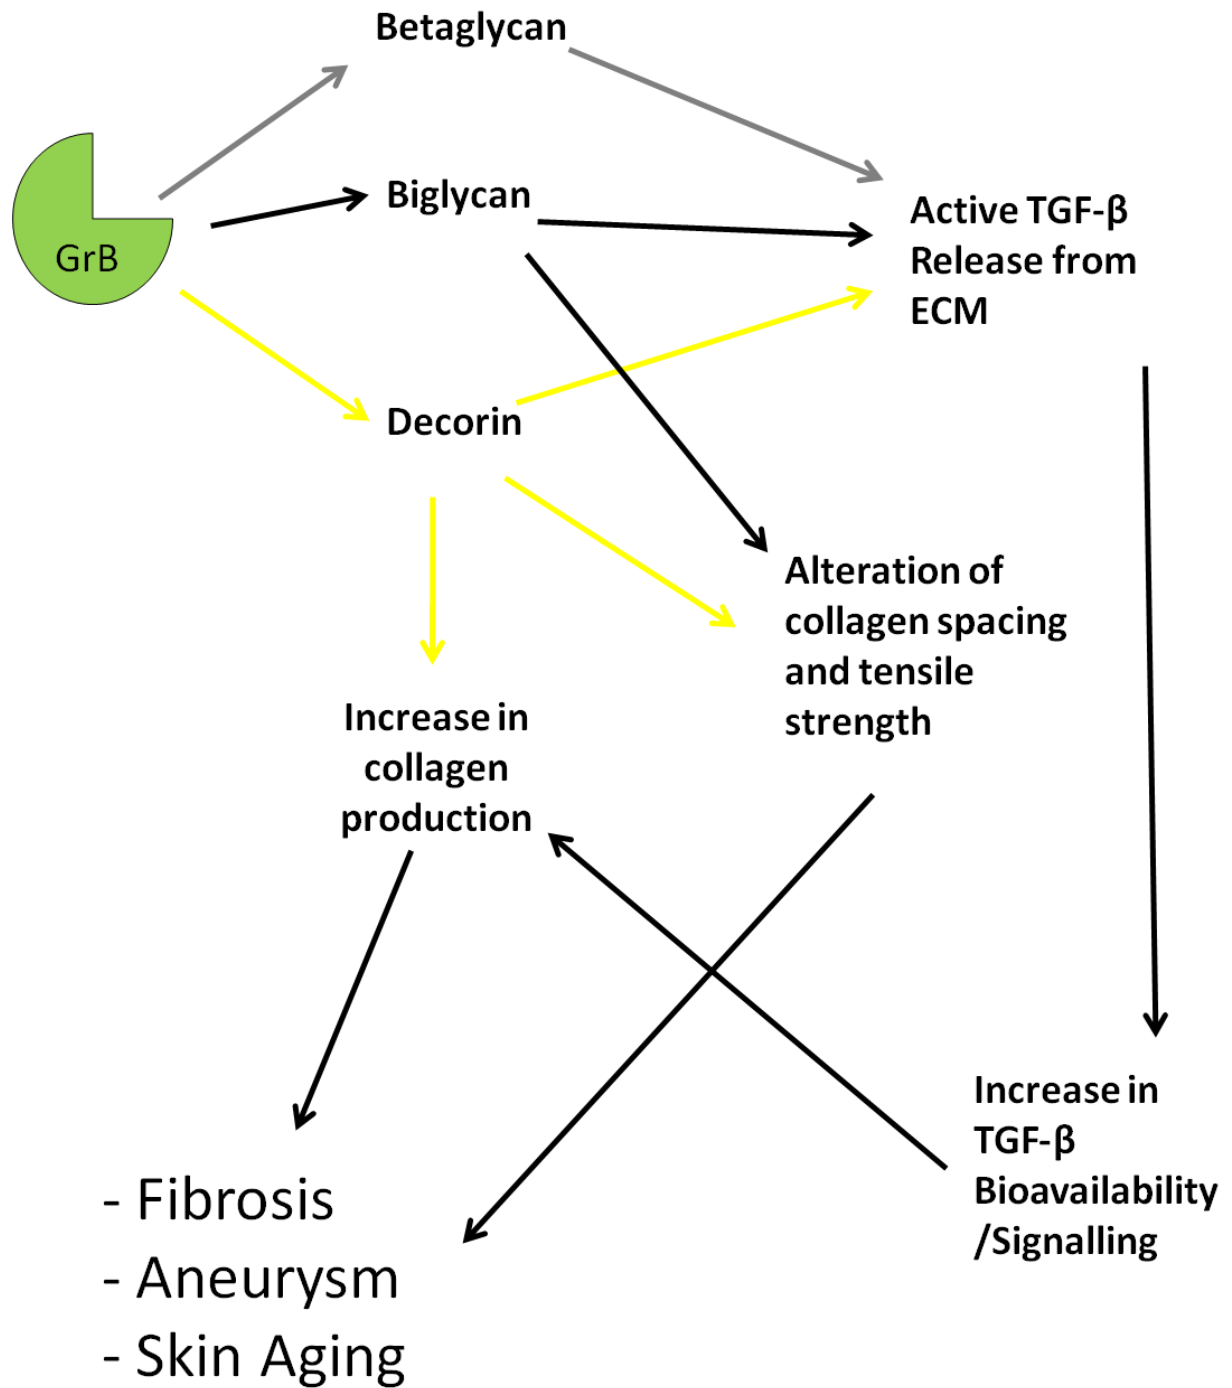 Betaglycan
Biglycan
GrB
Active TGF-β
Release from
ECM
Decorin
Alteration of
collagen spacing
and tensile
strength
Increase in
collagen
production
Increase in
TGF-β
Bioavailability
/Signalling
- Fibrosis
- Aneurysm
- Skin Aging